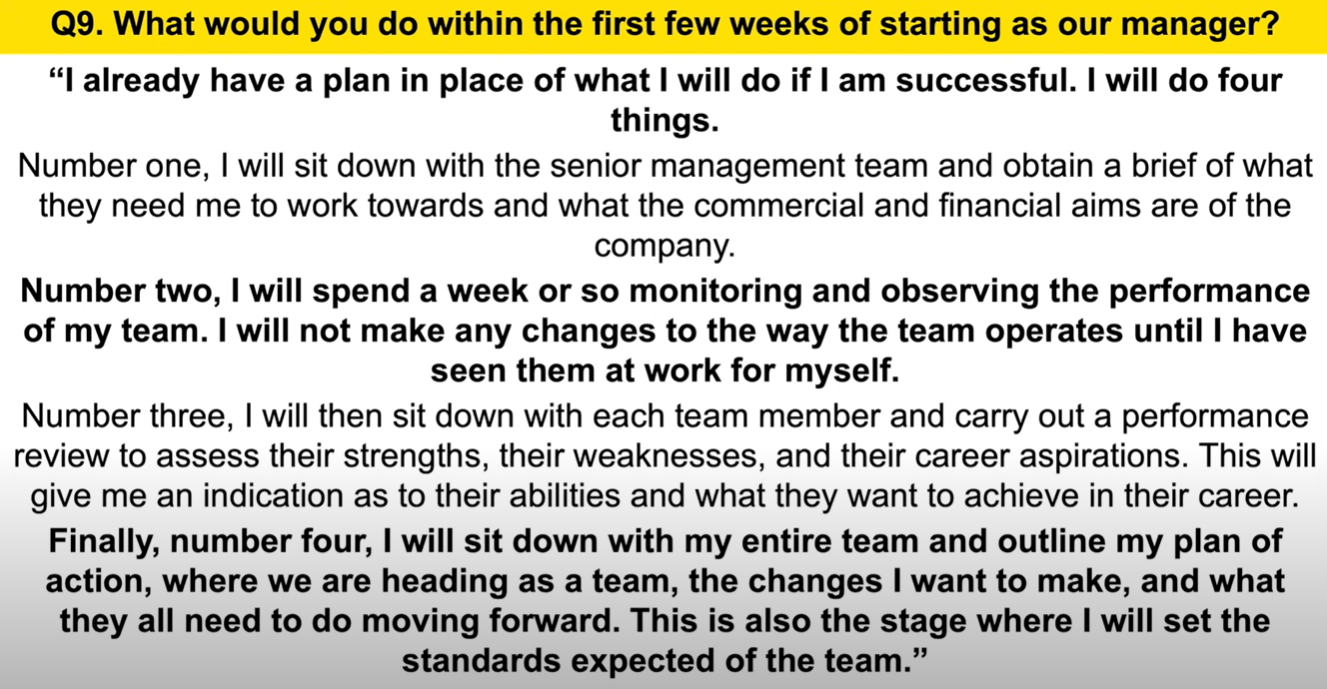 Q9. What would you do within the first few weeks of starting as our manager?
“I already have a plan in place of what I will do if I am successful. I will do four
things.
Number one, I will sit down with the senior management team and obtain a brief of what
they need me to work towards and what the commercial and financial aims are of the
company.
Number two, I will spend a week or so monitoring and observing the performance
of my team. I will not make any changes to the way the team operates until I have
seen them at work for myself.
Number three, I will then sit down with each team member and carry out a performance
review to assess their strengths, their weaknesses, and their career aspirations. This will
give me an indication as to their abilities and what they want to achieve in their career.
Finally, number four, I will sit down with my entire team and outline my plan of
action, where we are heading as a team, the changes I want to make, and what
they all need to do moving forward. This is also the stage where I will set the
standards expected of the team.”